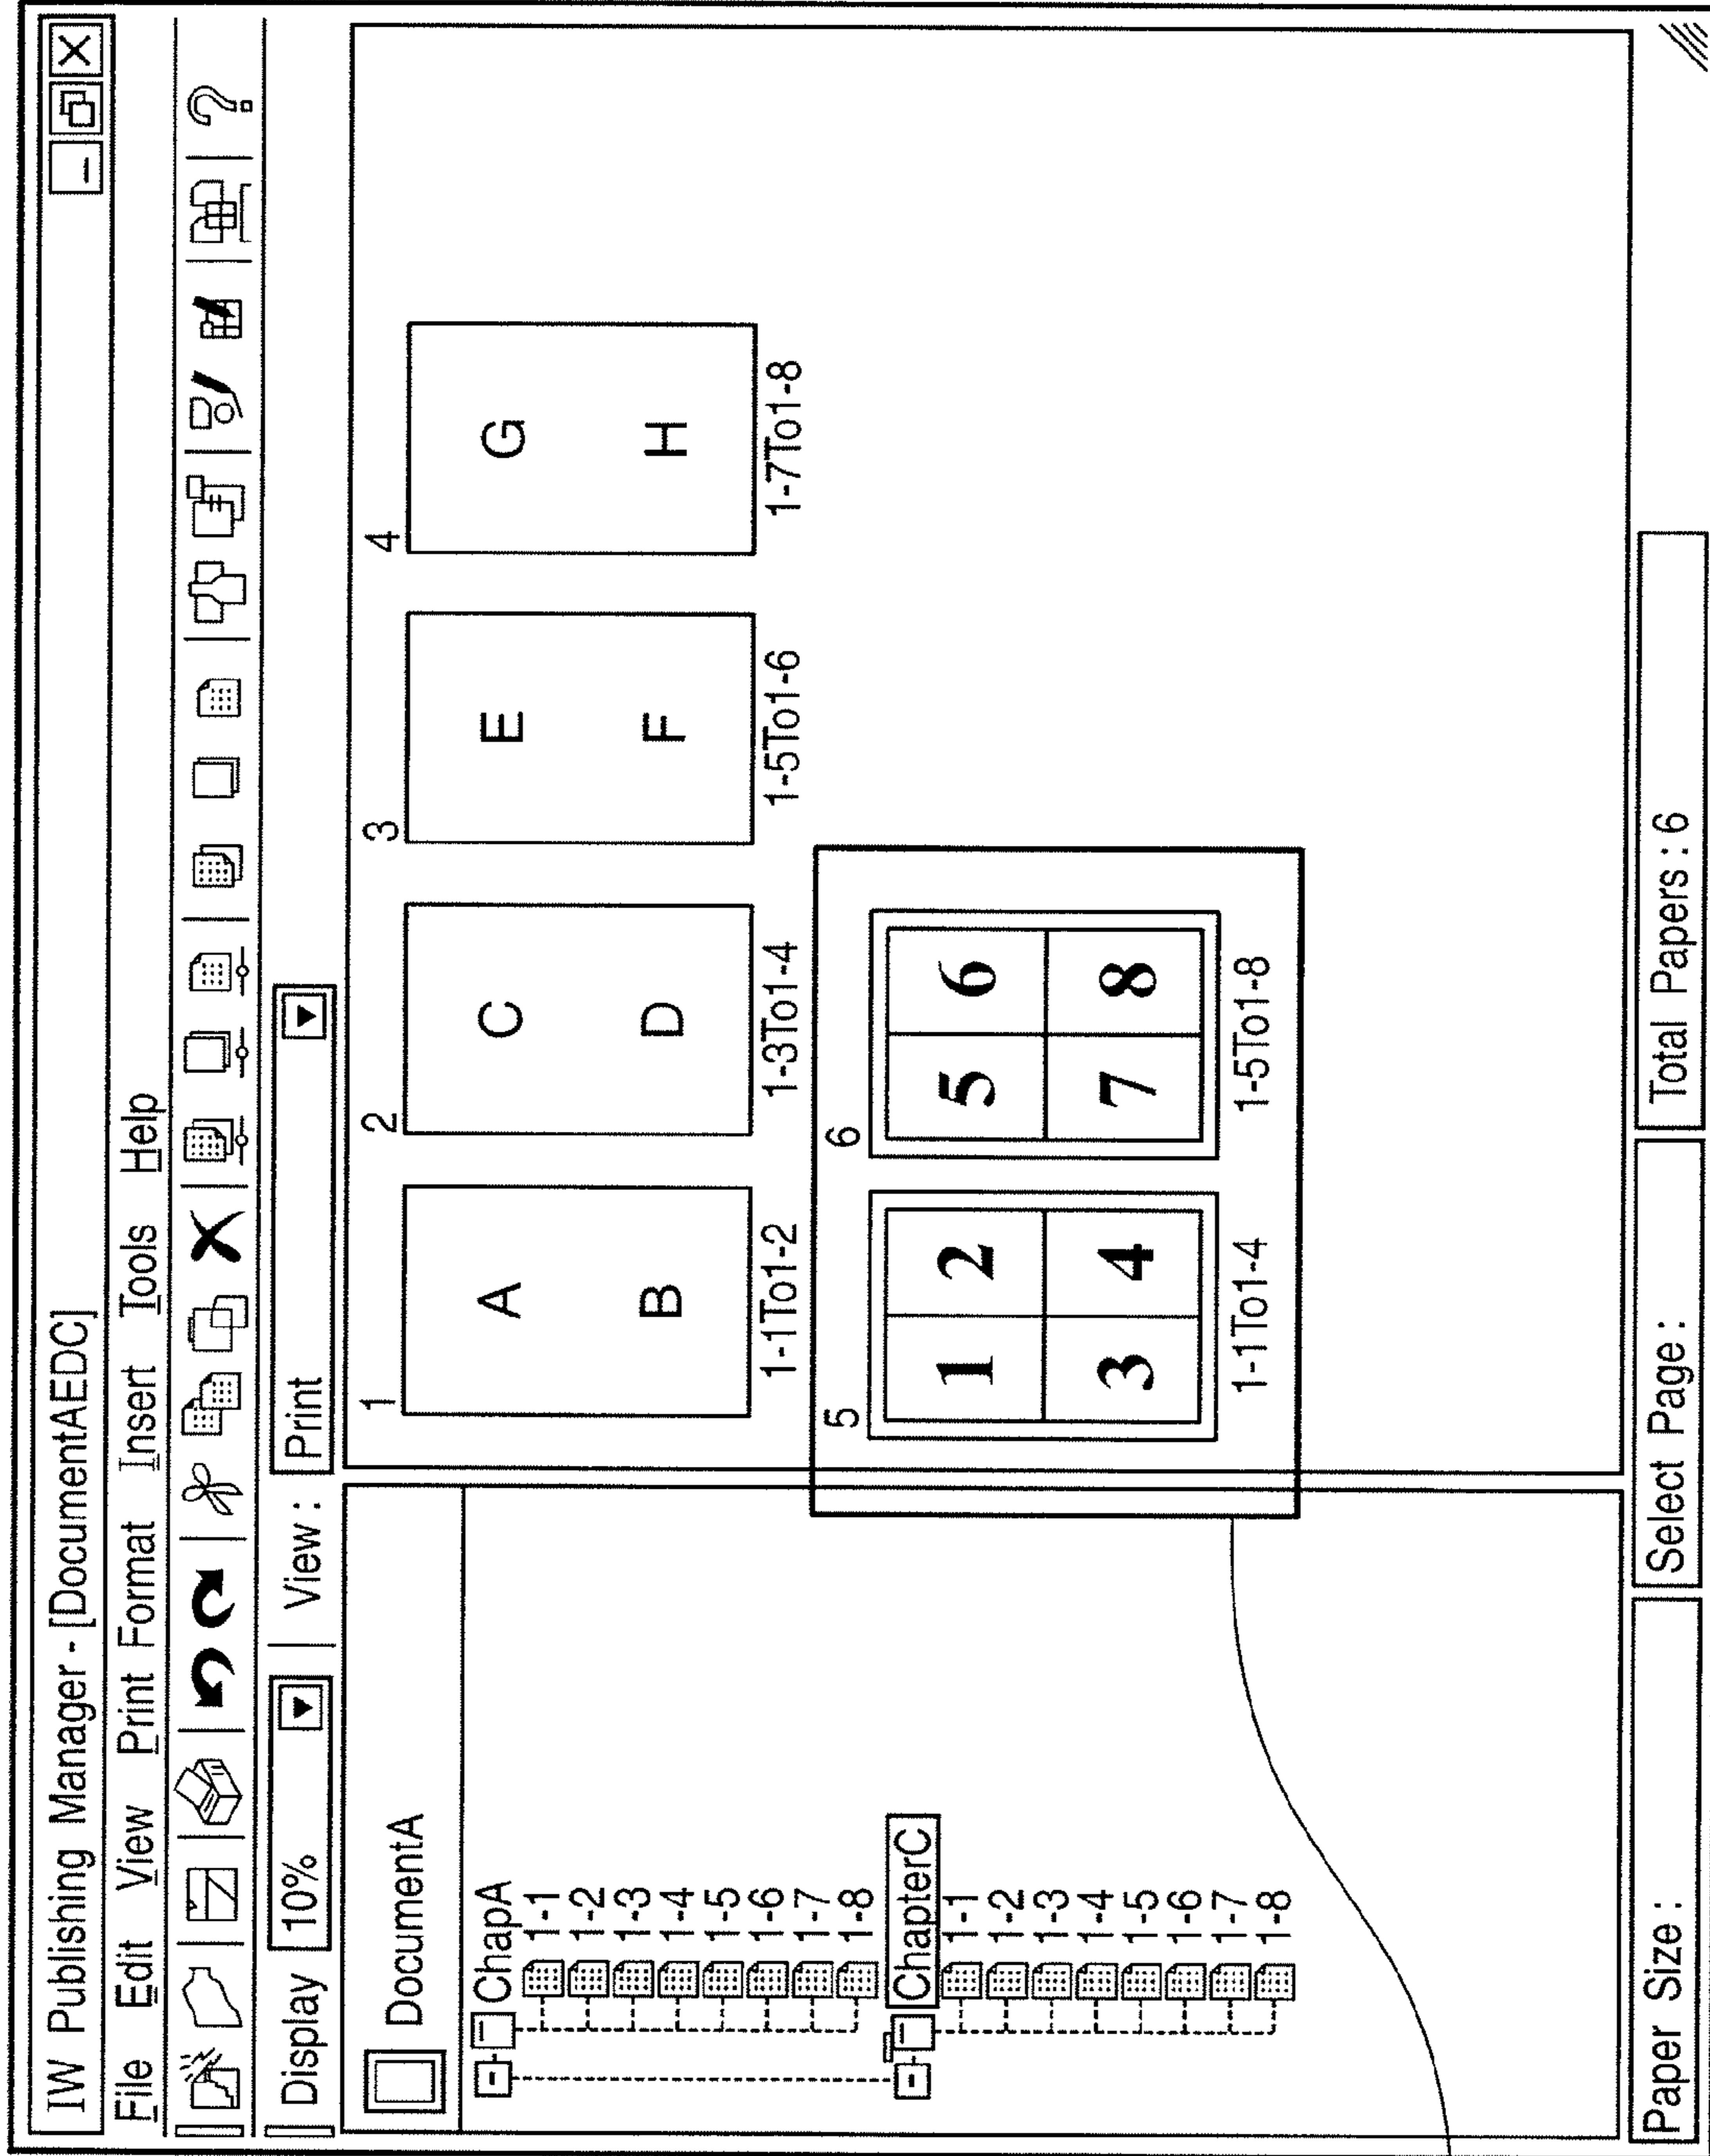 IW Publishing Manager - [DocumentAEDC]
File Edit View Print Format Insert Tools Help
?
Display 10% View : Print
DocumentA
ChapA
1-1
1-2
1-3
1-4
1-5
1-6
1-7
1-8
ChapterC
1-1
1-2
1-3
1-4
1-5
1-6
1-7
1-8
1 2 3 4
A C E G
B D F H
1-1To1-2 1-3To1-4 1-5To1-6 1-7To1-8
5 6
1 2 5 6
3 4 7 8
1-1To1-4 1-5To1-8
Paper Size : Select Page : Total Papers : 6